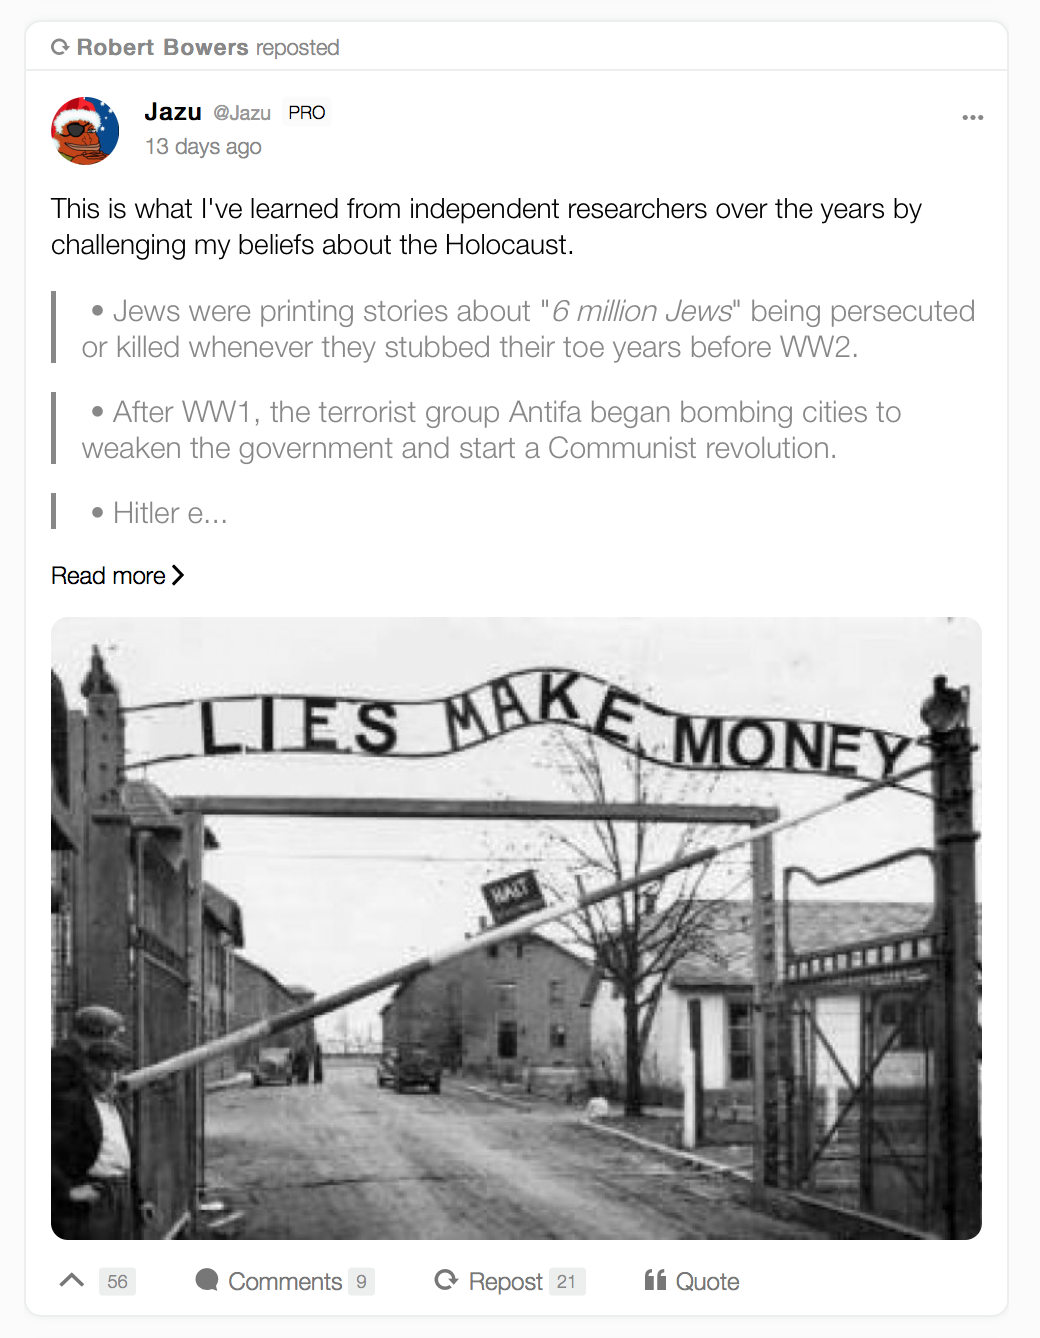 Robert Bowers reposted
Jazu @Jazu PRO
13 days ago
This is what I've learned from independent researchers over the years by
challenging my beliefs about the Holocaust.
• Jews were printing stories about "6 million Jews" being persecuted
or killed whenever they stubbed their toe years before WW2.
• After WW1, the terrorist group Antifa began bombing cities to
weaken the government and start a Communist revolution.
• Hitler e...
Read more
LIES MAKE MONEY
HALT
56 Comments 9 Repost 21 Quote